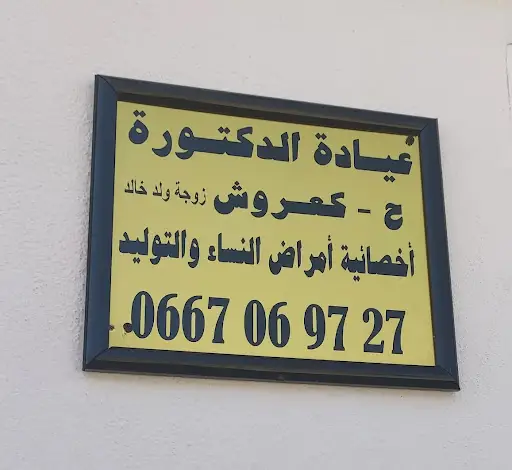 عيادة الدكتورة
ح - كعروش زوجة ولد خالد
أخصائية أمراض النساء والتوليد
0667 06 97 27